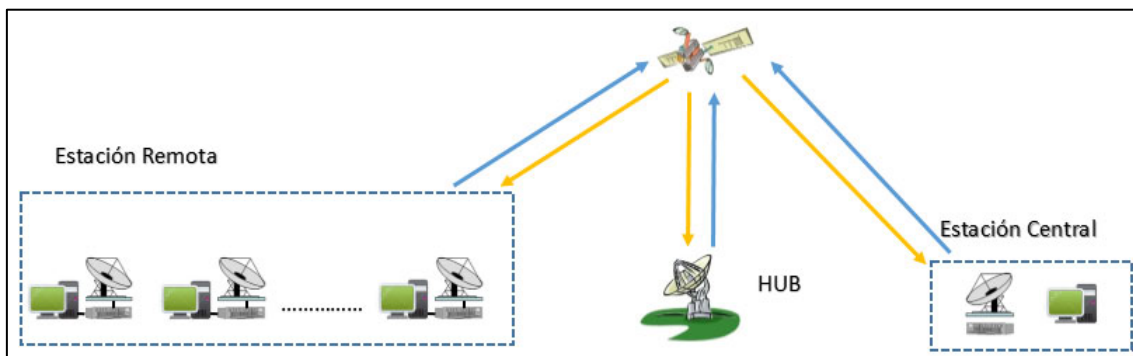 Estación Remota
Estación Central
HUB
...............